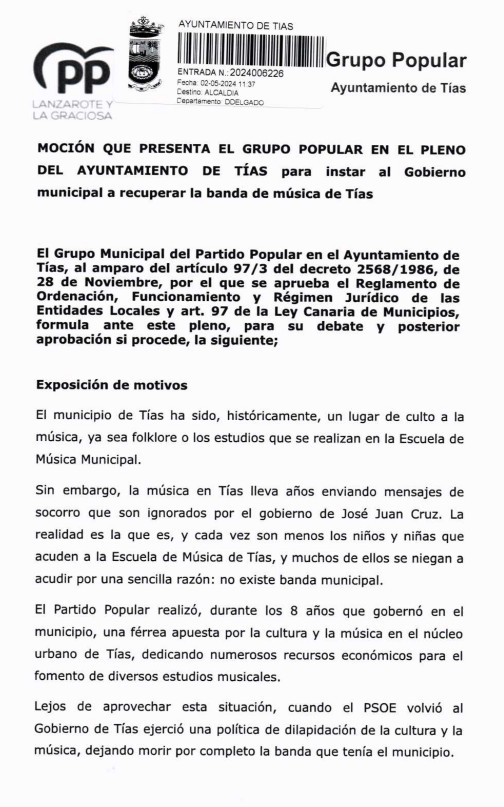 AYUNTAMIENTO DE TIAS
ENTRADA N.: 2024006226
Fecha: 02-05-2024 11:37
Destino: ALCALDIA
Departamento: DDELGADO
PP
LANZAROTE Y
LA GRACIOSA
Grupo Popular
Ayuntamiento de Tías
MOCIÓN QUE PRESENTA EL GRUPO POPULAR EN EL PLENO
DEL AYUNTAMIENTO DE TÍAS para instar al Gobierno
municipal a recuperar la banda de música de Tías
El Grupo Municipal del Partido Popular en el Ayuntamiento de
Tías, al amparo del artículo 97/3 del decreto 2568/1986, de
28 de Noviembre, por el que se aprueba el Reglamento de
Ordenación, Funcionamiento y Régimen Jurídico de las
Entidades Locales y art. 97 de la Ley Canaria de Municipios,
formula ante este pleno, para su debate y posterior
aprobación si procede, la siguiente;
Exposición de motivos
El municipio de Tías ha sido, históricamente, un lugar de culto a la
música, ya sea folklore o los estudios que se realizan en la Escuela de
Música Municipal.
Sin embargo, la música en Tías lleva años enviando mensajes de
socorro que son ignorados por el gobierno de José Juan Cruz. La
realidad es la que es, y cada vez son menos los niños y niñas que
acuden a la Escuela de Música de Tías, y muchos de ellos se niegan a
acudir por una sencilla razón: no existe banda municipal.
El Partido Popular realizó, durante los 8 años que gobernó en el
municipio, una férrea apuesta por la cultura y la música en el núcleo
urbano de Tías, dedicando numerosos recursos económicos para el
fomento de diversos estudios musicales.
Lejos de aprovechar esta situación, cuando el PSOE volvió al
Gobierno de Tías ejerció una política de dilapidación de la cultura y la
música, dejando morir por completo la banda que tenía el municipio.